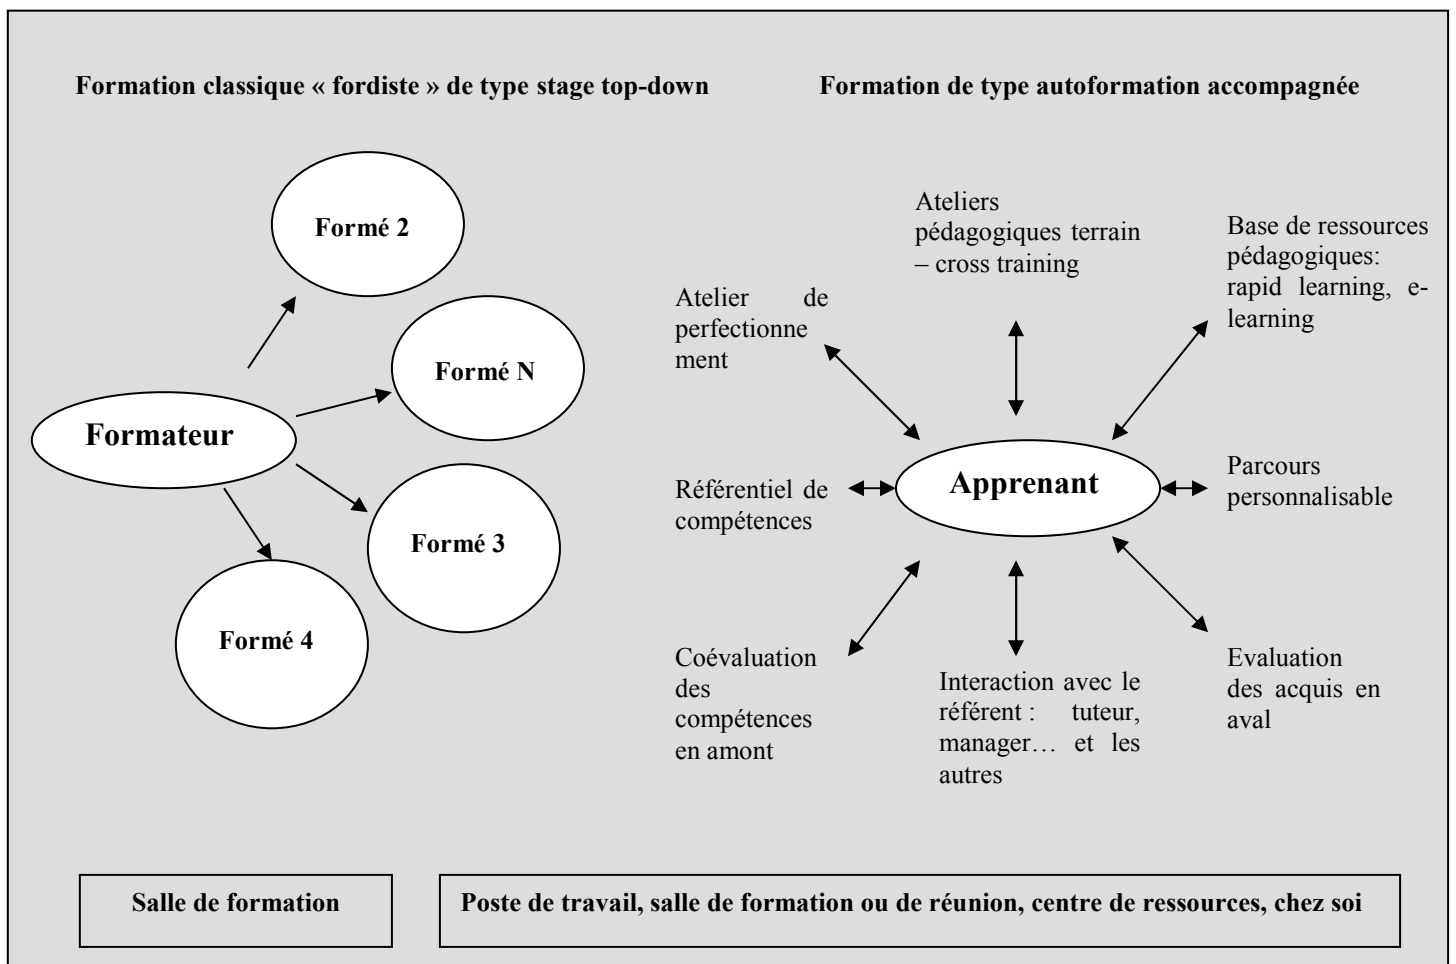 Formation classique « fordiste » de type stage top-down
Formation de type autoformation accompagnée
Formé 2
Formé N
Formateur
Formé 3
Formé 4
Ateliers
pédagogiques terrain
– cross training
Base de ressources
pédagogiques:
rapid learning, e-
learning
Atelier de
perfectionne
ment
Apprenant
Référentiel de
compétences
Parcours
personnalisable
Coévaluation
des
compétences
en amont
Interaction avec le
référent : tuteur,
manager… et les
autres
Evaluation
des acquis en
aval
Salle de formation
Poste de travail, salle de formation ou de réunion, centre de ressources, chez soi